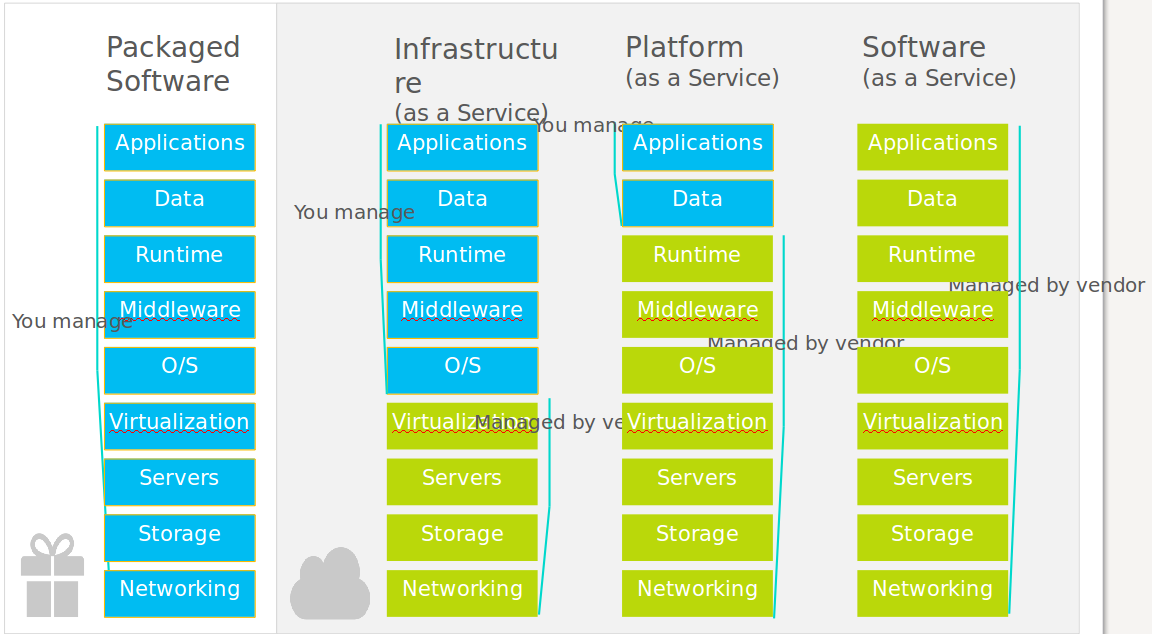 Packaged
Software
Applications
Data
Runtime
You manage
Middleware
O/S
Virtualization
Servers
Storage
Networking
Infrastructu
re
(as a Service)
You manage
Applications
Data
Runtime
Middleware
O/S
Managed by ve
Virtualization
Servers
Storage
Networking
Platform
(as a Service)
You manage
Applications
Data
Managed by vendor
Runtime
Middleware
O/S
Virtualization
Servers
Storage
Networking
Software
(as a Service)
Managed by vendor
Applications
Data
Runtime
Middleware
O/S
Virtualization
Servers
Storage
Networking